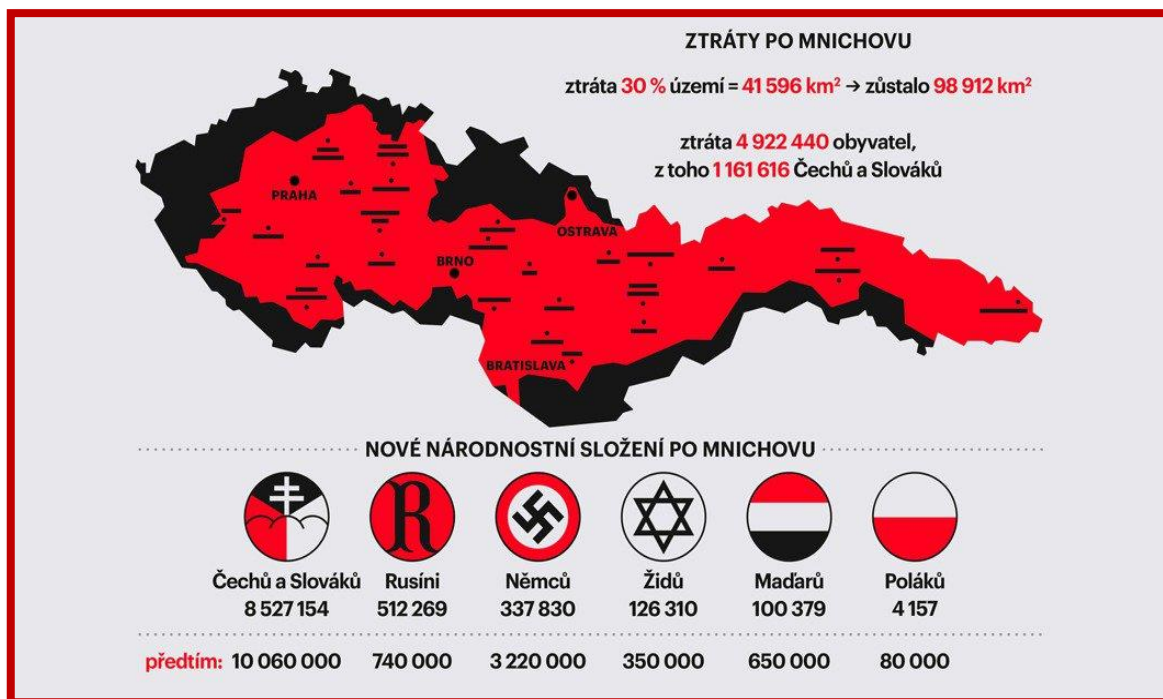 ZTRÁTY PO MNICHOVU
ztráta 30 % území = 41 596 km² → zůstalo 98 912 km²
ztráta 4 922 440 obyvatel,
z toho 1 161 616 Čechů a Slováků
PRAHA
OSTRAVA
BRNO
BRATISLAVA
NOVÉ NÁRODNOSTNÍ SLOŽENÍ PO MNICHOVU
R
Čechů a Slováků Rusíni Němců Židů Maďarů Poláků
8 527 154 512 269 337 830 126 310 100 379 4 157
předtím: 10 060 000 740 000 3 220 000 350 000 650 000 80 000